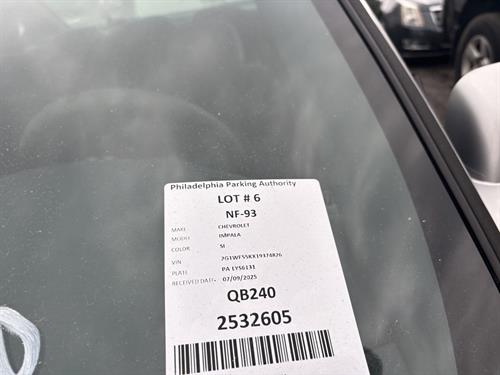 Philadelphia Parking Authority
LOT # 6
NF-93
MAKE CHEVROLET
MODEL IMPALA
COLOR SI
VIN 2G1WF55KX19374826
PLATE PA LYS6131
RECEIVED DATE 07/09/2025
QB240
2532605